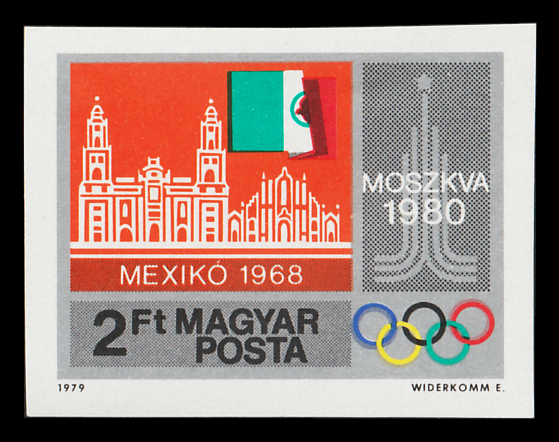 MOSZKVA
1980
MEXIKÓ 1968
2Ft MAGYAR
POSTA
1979
WIDERKOMM E.